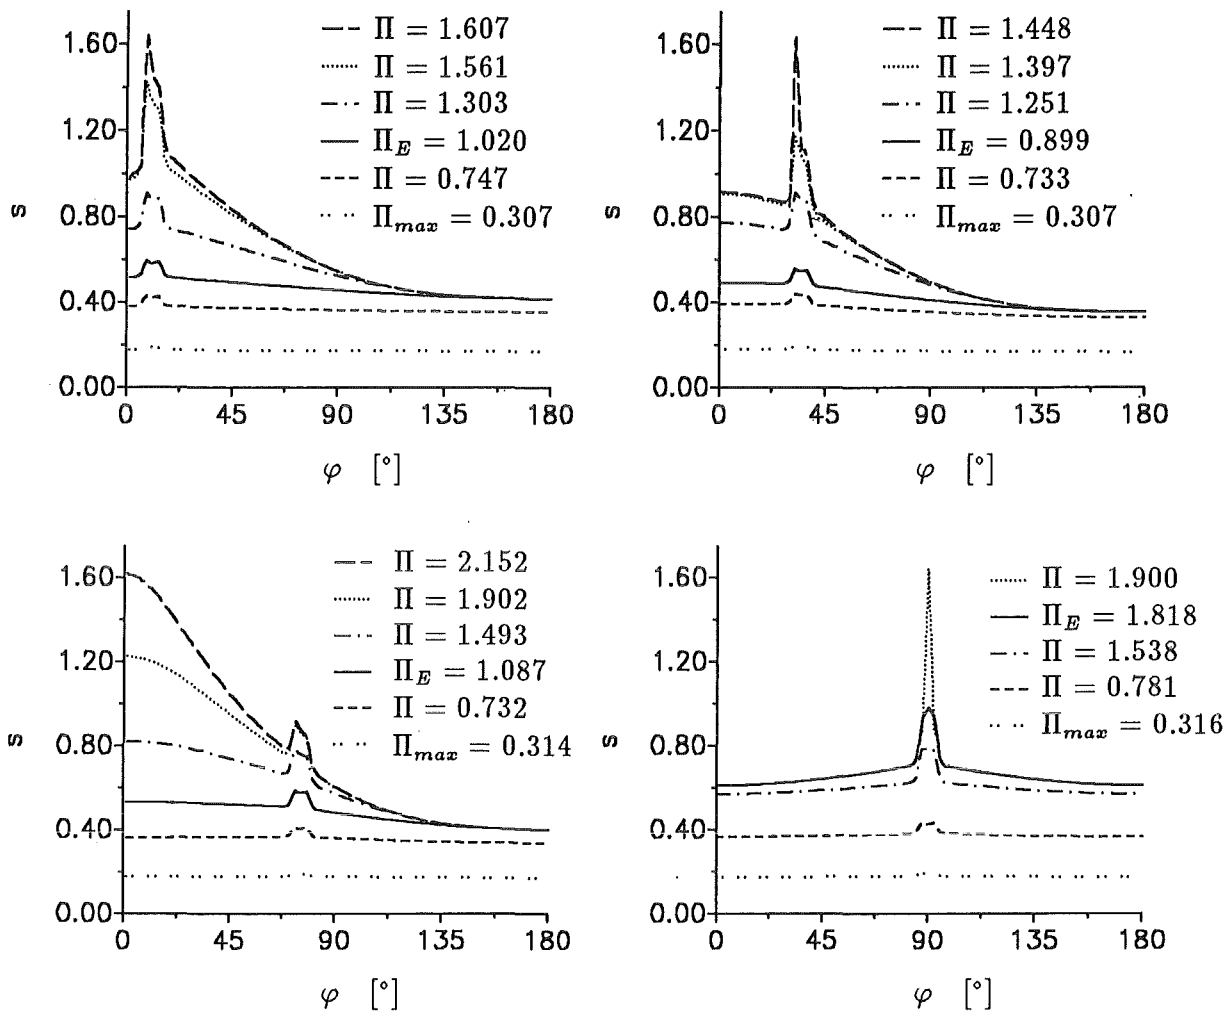 Π = 1.607
Π = 1.561
Π = 1.303
Π_E = 1.020
Π = 0.747
Π_max = 0.307
1.60
1.20
0.80
0.40
0.00
s
0 45 90 135 180
φ [°]
Π = 1.448
Π = 1.397
Π = 1.251
Π_E = 0.899
Π = 0.733
Π_max = 0.307
1.60
1.20
0.80
0.40
0.00
s
0 45 90 135 180
φ [°]
Π = 2.152
Π = 1.902
Π = 1.493
Π_E = 1.087
Π = 0.732
Π_max = 0.314
1.60
1.20
0.80
0.40
0.00
s
0 45 90 135 180
φ [°]
Π = 1.900
Π_E = 1.818
Π = 1.538
Π = 0.781
Π_max = 0.316
1.60
1.20
0.80
0.40
0.00
s
0 45 90 135 180
φ [°]